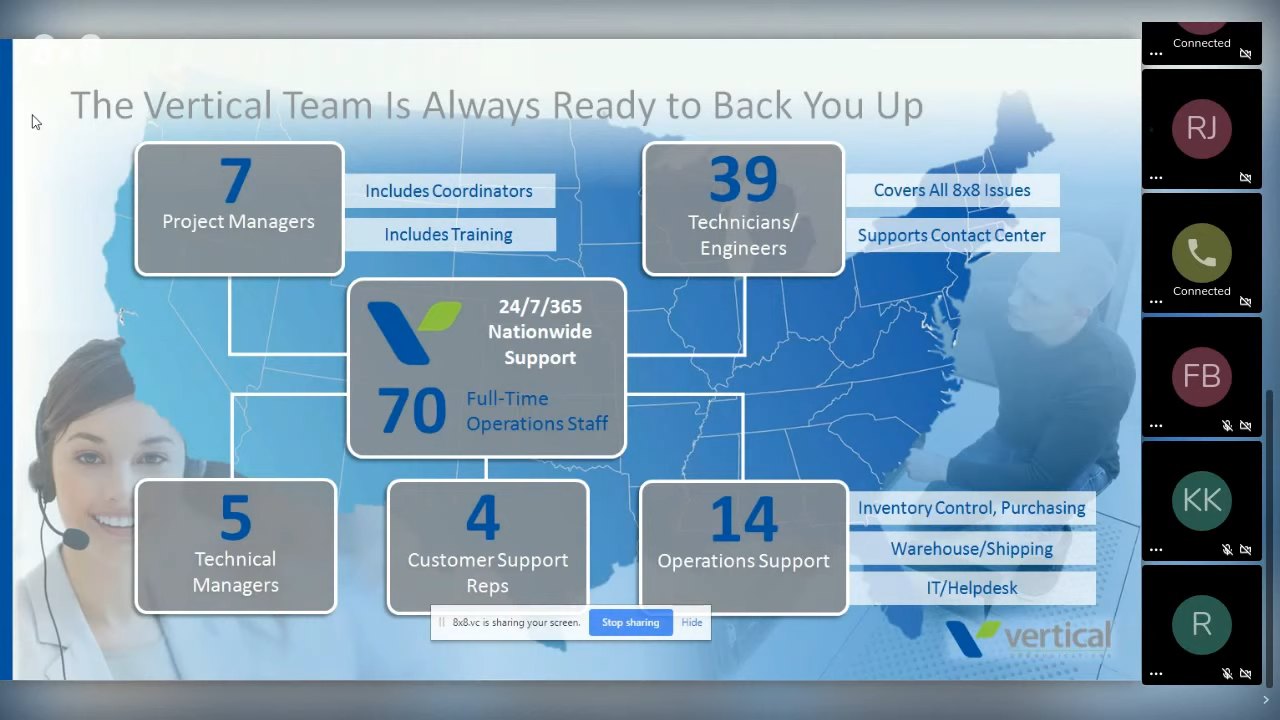 The Vertical Team Is Always Ready to Back You Up
7
Project Managers
Includes Coordinators
Includes Training
39
Technicians/
Engineers
Covers All 8x8 Issues
Supports Contact Center
24/7/365
Nationwide
Support
70
Full-Time
Operations Staff
5
Technical
Managers
4
Customer Support
Reps
14
Operations Support
Inventory Control, Purchasing
Warehouse/Shipping
IT/Helpdesk
8x8.vc is sharing your screen.
Stop sharing
Hide
vertical
Connected
RJ
Connected
FB
KK
R